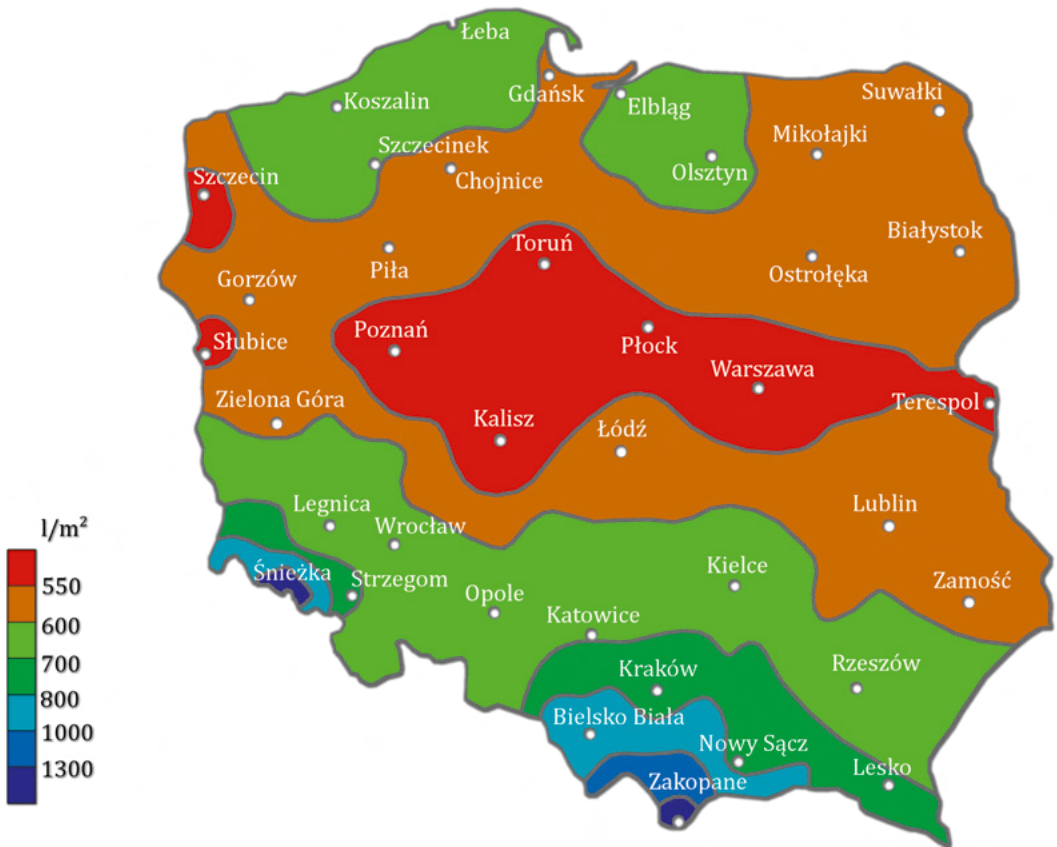 Łeba
Koszalin
Gdańsk
Elbląg
Suwałki
Mikołajki
Szczecinek
Chojnice
Olsztyn
Szczecin
Toruń
Białystok
Piła
Ostrołęka
Gorzów
Słubice
Poznań
Płock
Warszawa
Zielona Góra
Kalisz
Łódź
Terespol
Legnica
Wrocław
Lublin
Śnieżka
Strzegom
Opole
Kielce
Zamość
Katowice
Kraków
Rzeszów
Bielsko Biała
Nowy Sącz
Zakopane
Lesko
l/m²
550
600
700
800
1000
1300